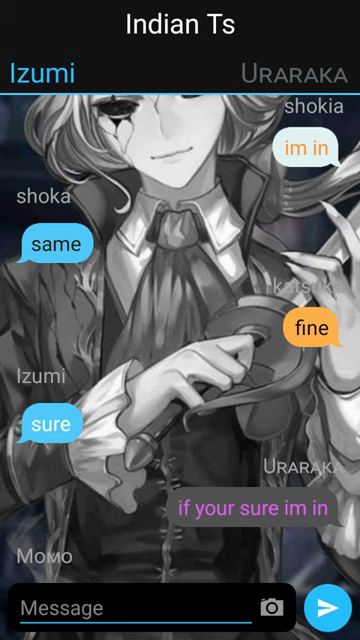 Indian Ts
Izumi
Uraraka
shokia
im in
shoka
same
katsuke
fine
Izumi
sure
Uraraka
if your sure im in
Momo
Message